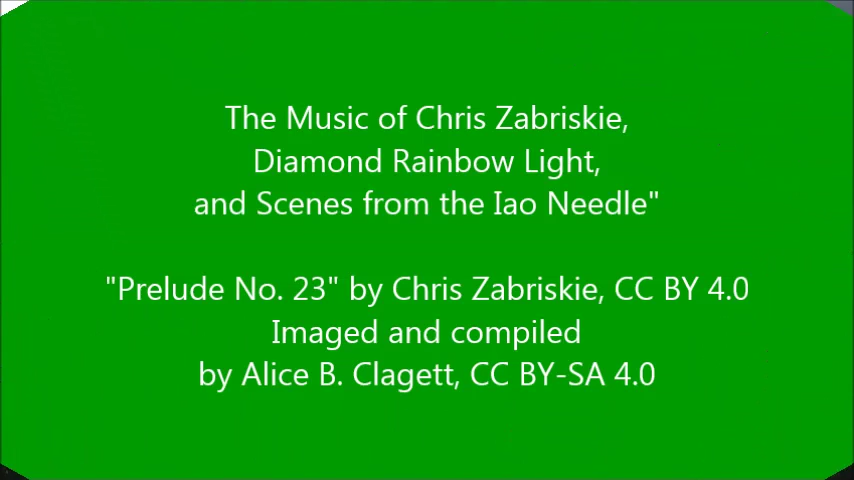 The Music of Chris Zabriskie,
Diamond Rainbow Light,
and Scenes from the Iao Needle"
"Prelude No. 23" by Chris Zabriskie, CC BY 4.0
Imaged and compiled
by Alice B. Clagett, CC BY-SA 4.0